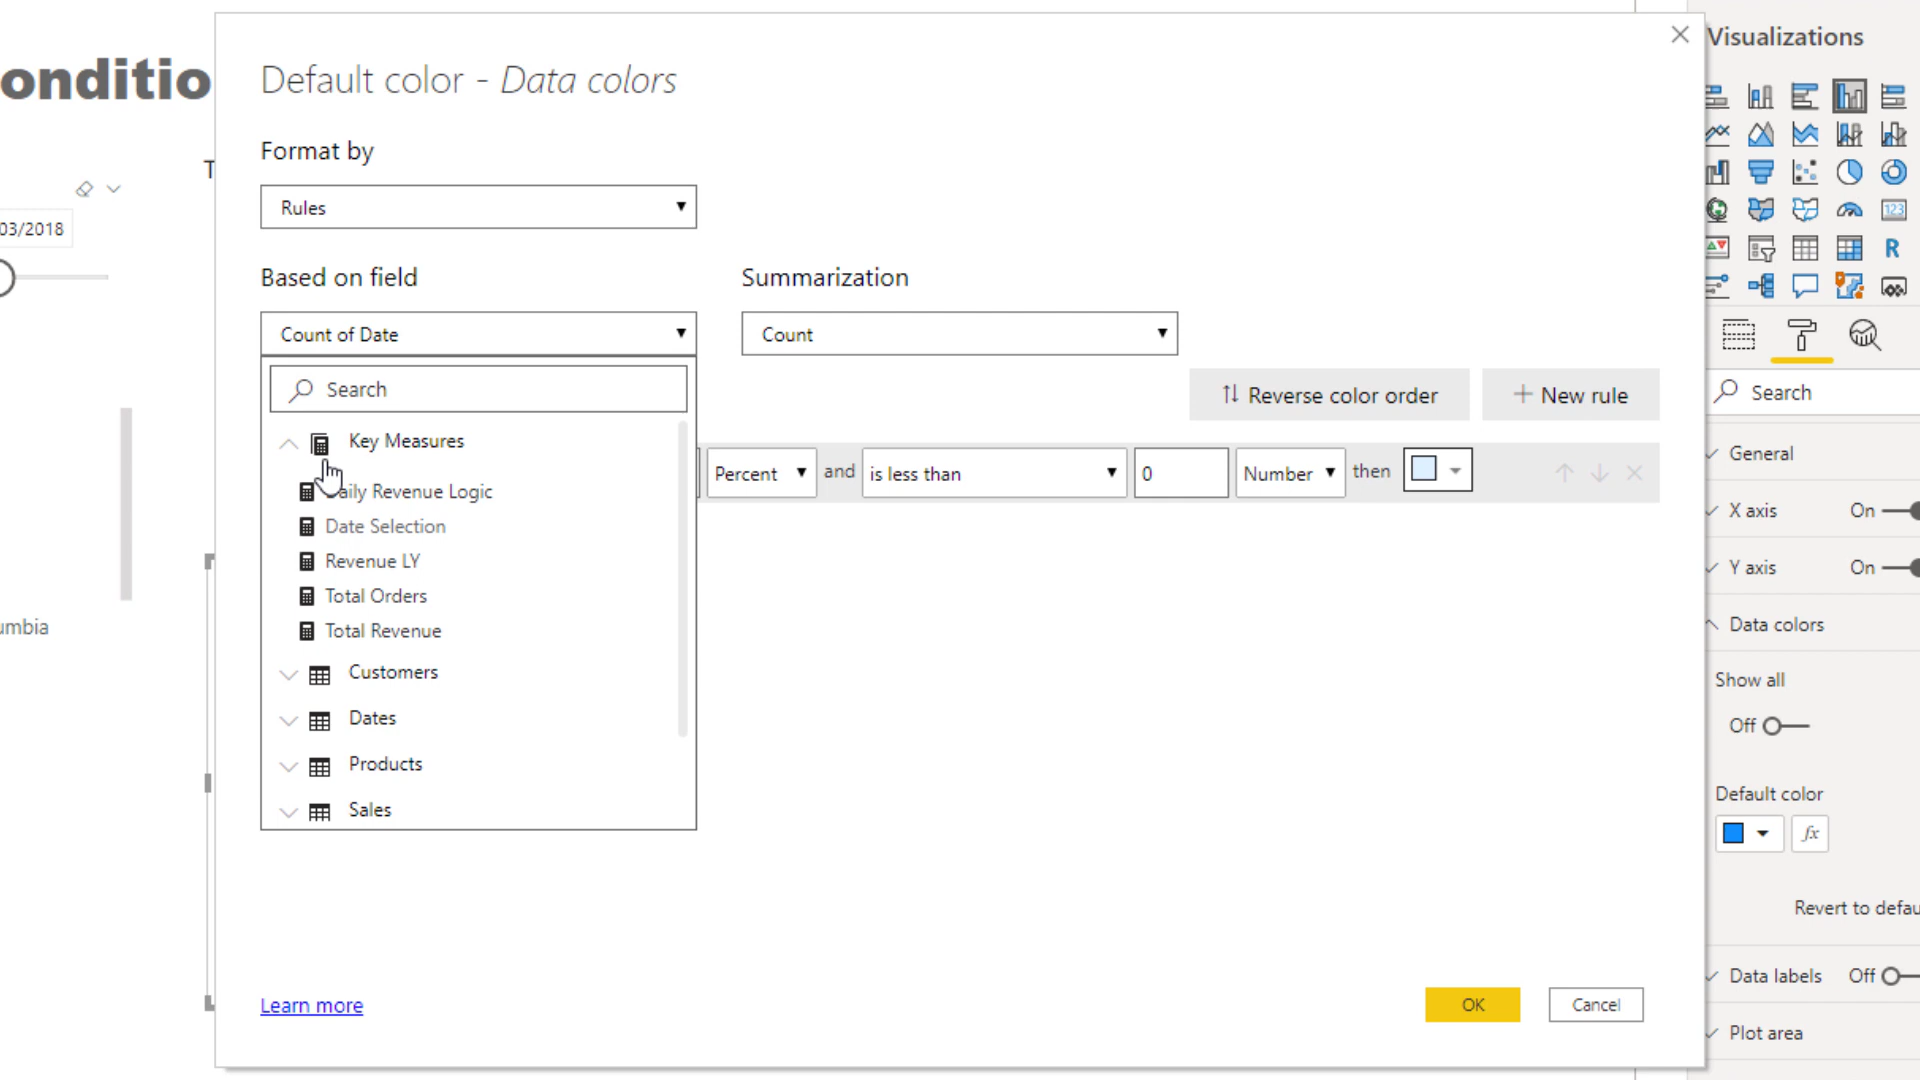 onditio
T
03/2018
umbia
Default color - Data colors
Format by
Rules
Based on field
Summarization
Count of Date
Count
Search
Reverse color order
New rule
Key Measures
Percent
and
is less than
0
Number
then
aily Revenue Logic
Date Selection
Revenue LY
Total Orders
Total Revenue
Customers
Dates
Products
Sales
Learn more
OK
Cancel
Visualizations
123
R
Search
General
X axis On
Y axis On
Data colors
Show all
Off
Default color
fx
Revert to defau
Data labels Off
Plot area